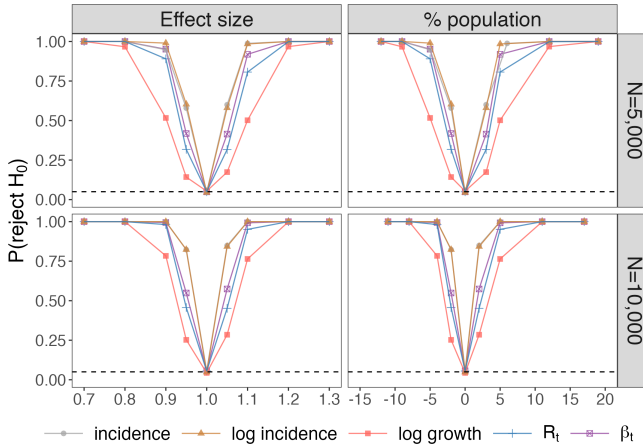 Effect size
% population
P(reject H₀)
1.00
0.75
0.50
0.25
0.00
N=5,000
1.00
0.75
0.50
0.25
0.00
N=10,000
0.7 0.8 0.9 1.0 1.1 1.2 1.3
-15 -10 -5 0 5 10 15 20
incidence log incidence log growth Rₜ βₜ